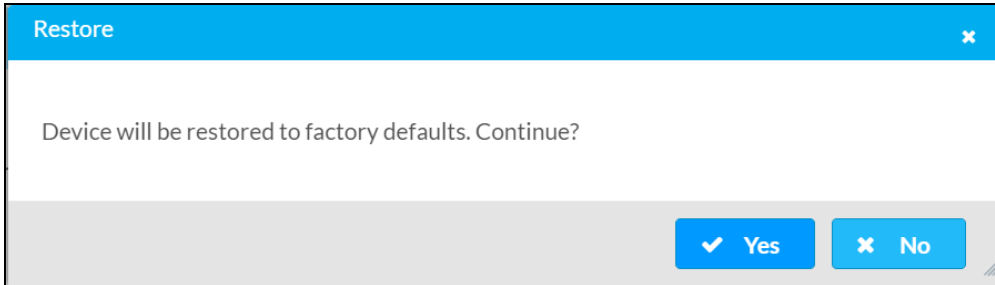 Restore
Device will be restored to factory defaults. Continue?
Yes
No